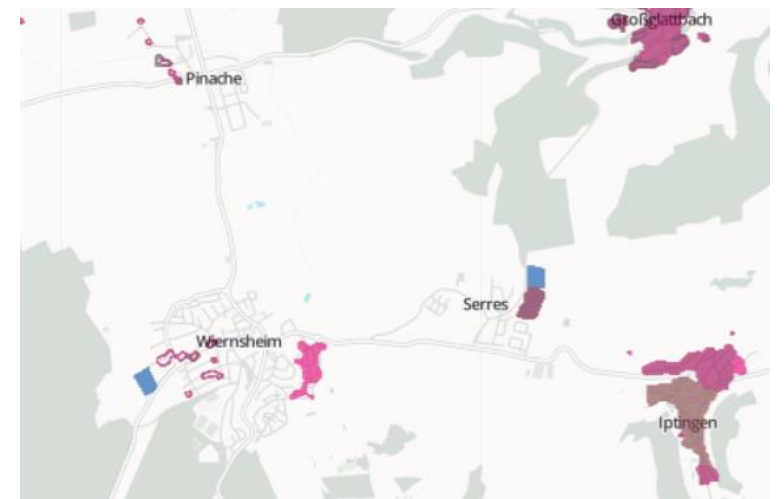 Großglattbach
Pinache
Serres
Wiernsheim
Iptingen